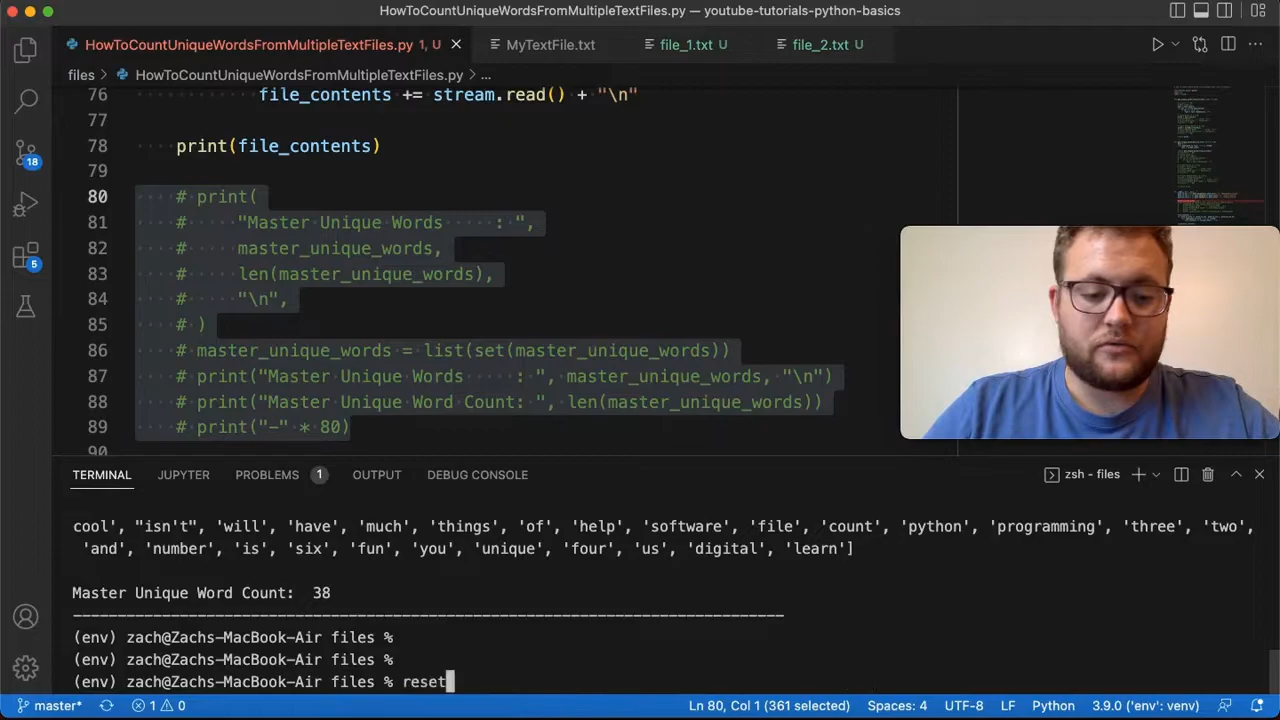 HowToCountUniqueWordsFromMultipleTextFiles.py — youtube-tutorials-python-basics
HowToCountUniqueWordsFromMultipleTextFiles.py 1, U
MyTextFile.txt
file_1.txt U
file_2.txt U
files > HowToCountUniqueWordsFromMultipleTextFiles.py > ...
76 file_contents += stream.read() + "\n"
77
78 print(file_contents)
79
80 # print(
81 # "Master Unique Words : ",
82 # master_unique_words,
83 # len(master_unique_words),
84 # "\n",
85 # )
86 # master_unique_words = list(set(master_unique_words))
87 # print("Master Unique Words : ", master_unique_words, "\n")
88 # print("Master Unique Word Count: ", len(master_unique_words))
89 # print("-" * 80)
90
18
5
TERMINAL JUPYTER PROBLEMS 1 OUTPUT DEBUG CONSOLE zsh - files
cool', "isn't", 'will', 'have', 'much', 'things', 'of', 'help', 'software', 'file', 'count', 'python', 'programming', 'three', 'two',
'and', 'number', 'is', 'six', 'fun', 'you', 'unique', 'four', 'us', 'digital', 'learn']
Master Unique Word Count: 38
--------------------------------------------------------------------------------
(env) zach@Zachs-MacBook-Air files %
(env) zach@Zachs-MacBook-Air files %
(env) zach@Zachs-MacBook-Air files % reset
master* 1 0 Ln 80, Col 1 (361 selected) Spaces: 4 UTF-8 LF Python 3.9.0 ('env': venv)